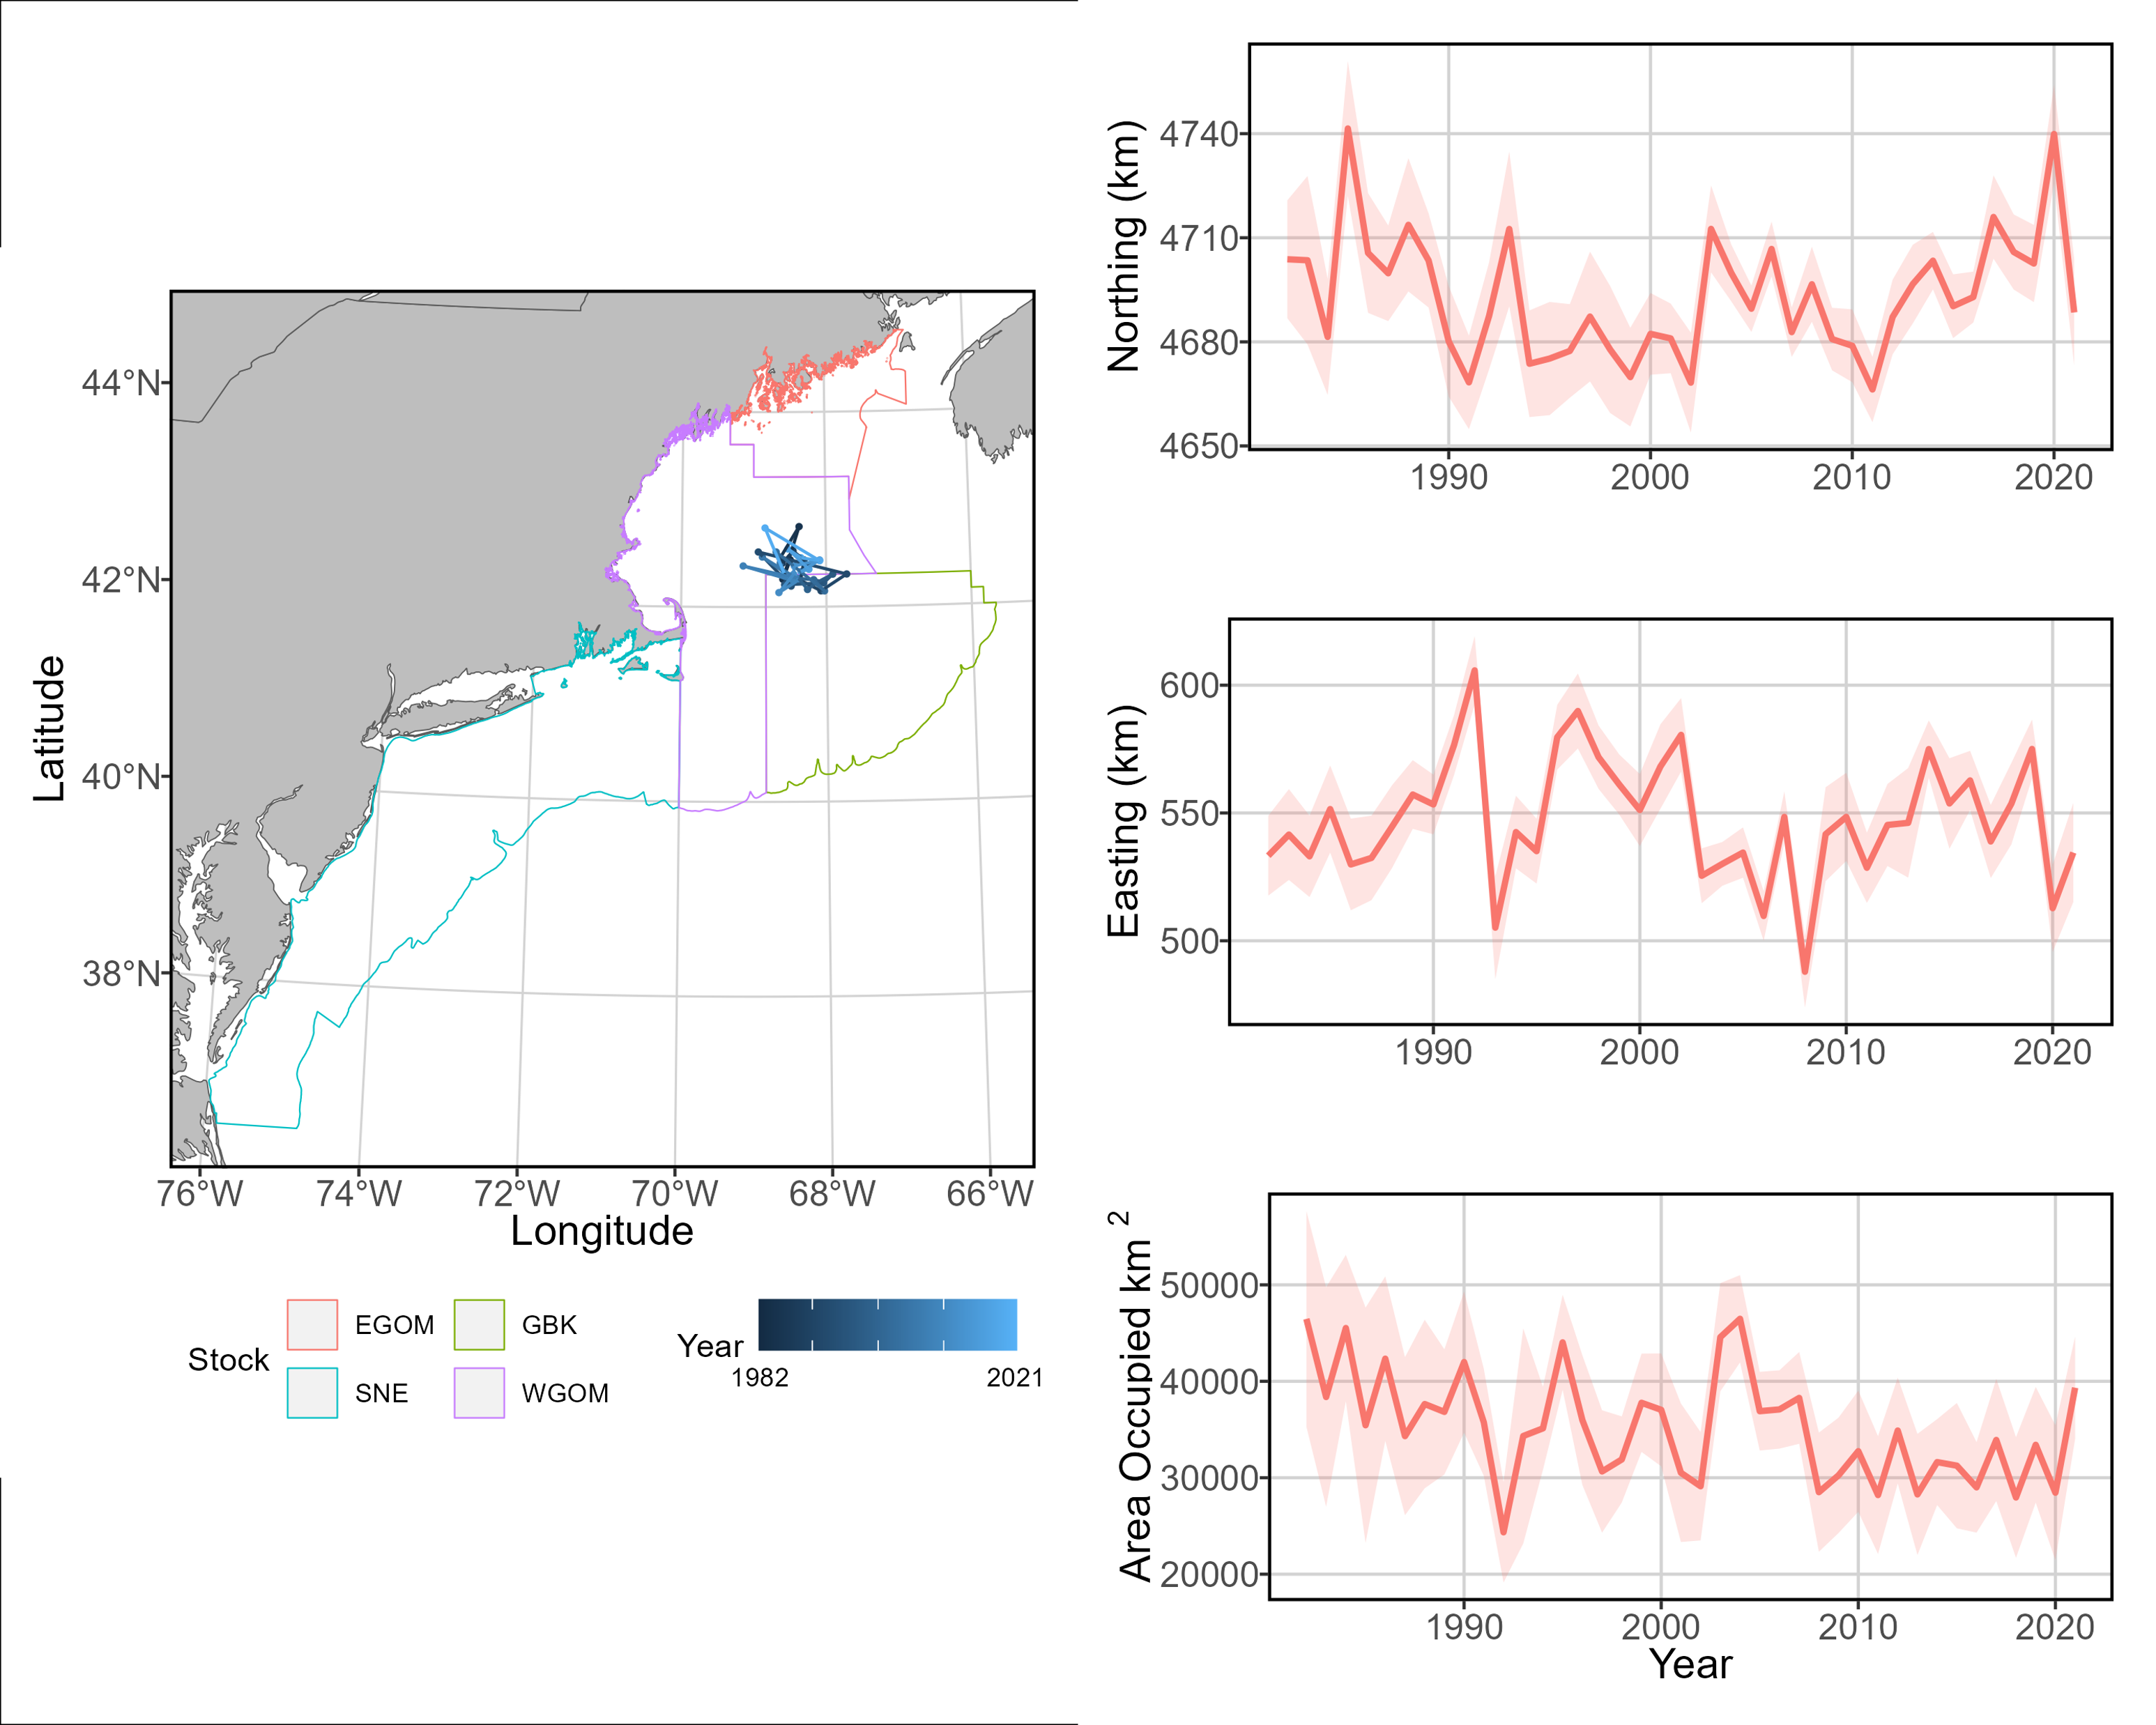 Latitude
44°N
42°N
40°N
38°N
76°W 74°W 72°W 70°W 68°W 66°W
Longitude
Stock
EGOM GBK
SNE WGOM
Year
1982 2021
Northing (km)
4740
4710
4680
4650
1990 2000 2010 2020
Easting (km)
600
550
500
1990 2000 2010 2020
Area Occupied km 2
50000
40000
30000
20000
1990 2000 2010 2020
Year